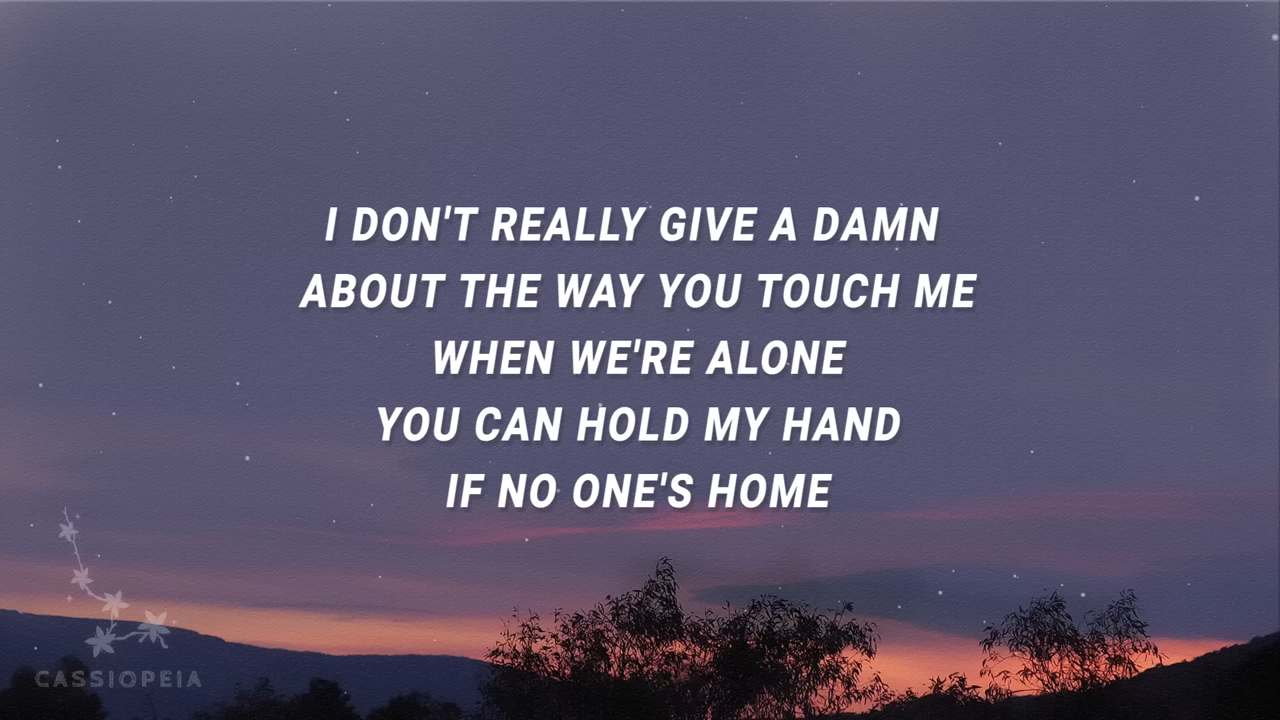 I DON'T REALLY GIVE A DAMN
ABOUT THE WAY YOU TOUCH ME
WHEN WE'RE ALONE
YOU CAN HOLD MY HAND
IF NO ONE'S HOME
CASSIOPEIA